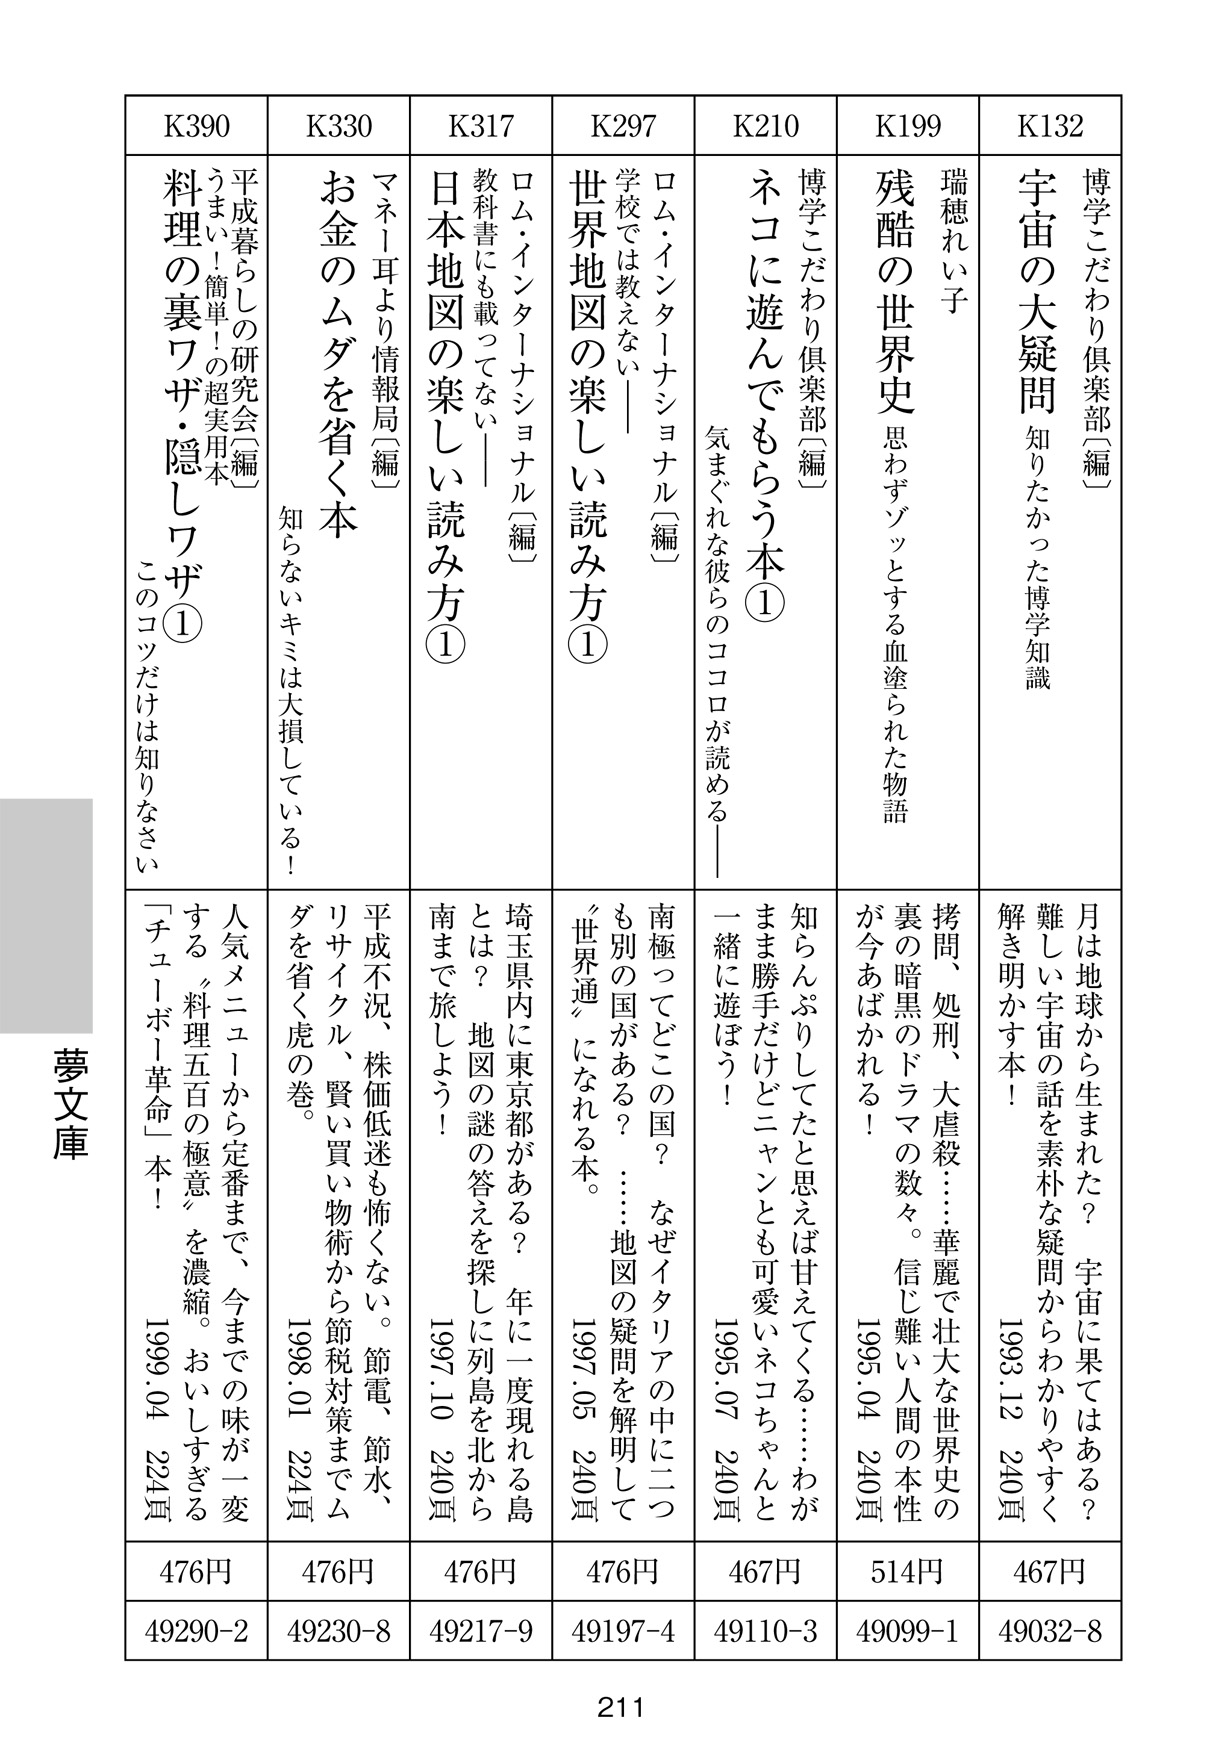 K132
博学こだわり倶楽部〔編〕
宇宙の大疑問 知りたかった博学知識
月は地球から生まれた？　宇宙に果てはある？
難しい宇宙の話を素朴な疑問からわかりやすく
解き明かす本！
1993.12　240頁
467円
49032-8
K199
瑞穂れい子
残酷の世界史 思わずゾッとする血塗られた物語
拷問、処刑、大虐殺……華麗で壮大な世界史の
裏の暗黒のドラマの数々。信じ難い人間の本性
が今あばかれる！
1995.04　240頁
514円
49099-1
K210
博学こだわり倶楽部〔編〕
ネコに遊んでもらう本①
気まぐれな彼らのココロが読める――
知らんぷりしてたと思えば甘えてくる……わが
まま勝手だけどニャンとも可愛いネコちゃんと
一緒に遊ぼう！
1995.07　240頁
467円
49110-3
K297
ロム・インターナショナル〔編〕
学校では教えない――
世界地図の楽しい読み方①
南極ってどこの国？　なぜイタリアの中に二つ
も別の国がある？　……地図の疑問を解明して
〝世界通〟になれる本。
1997.05　240頁
476円
49197-4
K317
ロム・インターナショナル〔編〕
教科書にも載ってない――
日本地図の楽しい読み方①
埼玉県内に東京都がある？　年に一度現れる島
とは？　地図の謎の答えを探しに列島を北から
南まで旅しよう！
1997.10　240頁
476円
49217-9
K330
マネー耳より情報局〔編〕
お金のムダを省く本
知らないキミは大損している！
平成不況、株価低迷も怖くない。節電、節水、
リサイクル、賢い買い物術から節税対策までム
ダを省く虎の巻。
1998.01　224頁
476円
49230-8
K390
平成暮らしの研究会〔編〕
うまい！簡単！の超実用本
料理の裏ワザ・隠しワザ①
このコツだけは知りなさい
人気メニューから定番まで、今までの味が一変
する〝料理五百の極意〟を濃縮。おいしすぎる
「チューボー革命」本！
1999.04　224頁
476円
49290-2
夢文庫
211